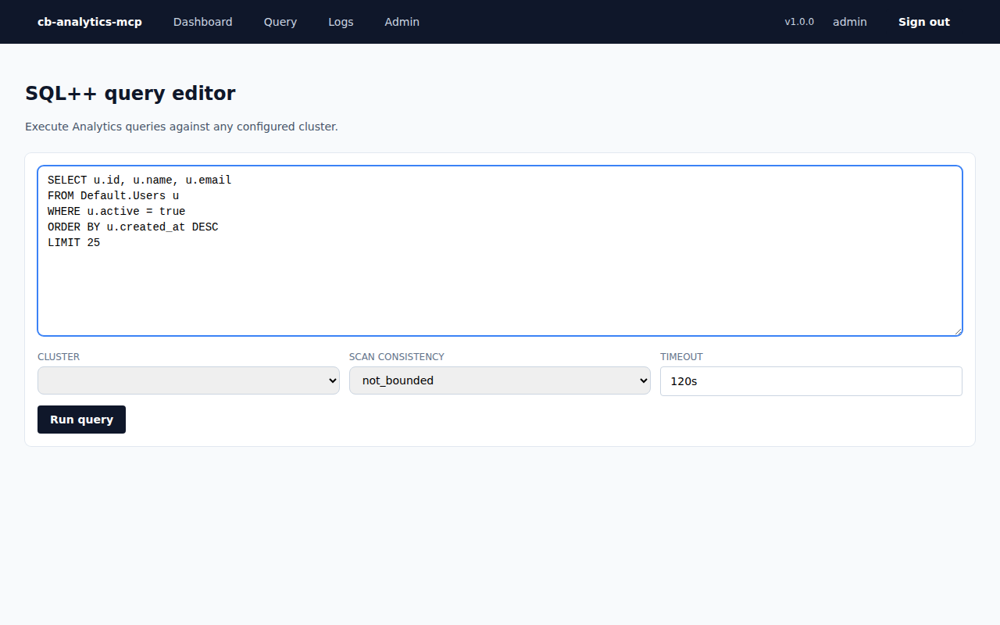 cb-analytics-mcp Dashboard Query Logs Admin v1.0.0 admin Sign out
SQL++ query editor
Execute Analytics queries against any configured cluster.
SELECT u.id, u.name, u.email
FROM Default.Users u
WHERE u.active = true
ORDER BY u.created_at DESC
LIMIT 25
CLUSTER SCAN CONSISTENCY TIMEOUT
not_bounded 120s
Run query